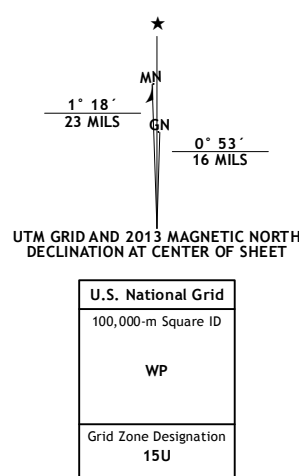 ★
MN
1° 18´
23 MILS
GN
0° 53´
16 MILS
UTM GRID AND 2013 MAGNETIC NORTH
DECLINATION AT CENTER OF SHEET
U.S. National Grid
100,000-m Square ID
WP
Grid Zone Designation
15U